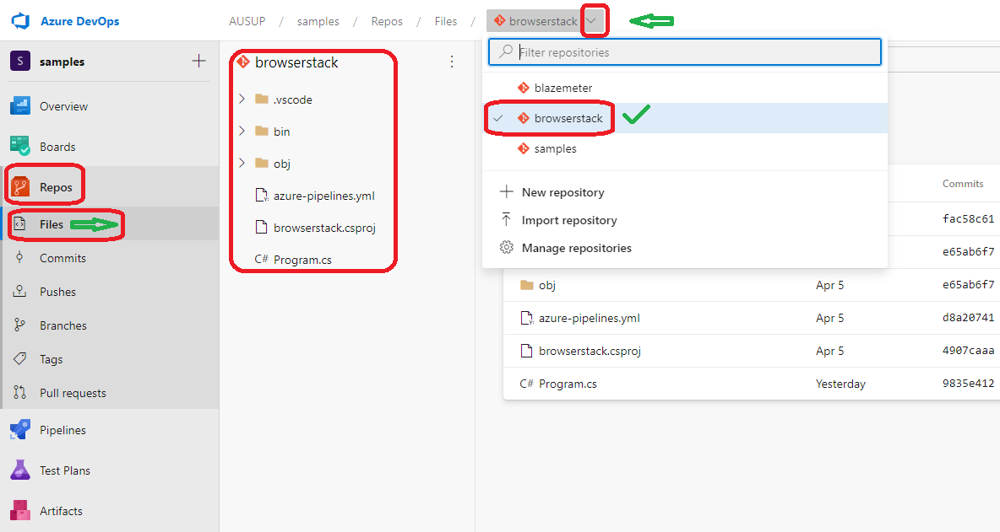 Azure DevOps
AUSUP / samples / Repos / Files / browserstack
S samples
Overview
Boards
Repos
Files
Commits
Pushes
Branches
Tags
Pull requests
Pipelines
Test Plans
Artifacts
browserstack
.vscode
bin
obj
azure-pipelines.yml
browserstack.csproj
C# Program.cs
Filter repositories
blazemeter
browserstack
samples
New repository
Import repository
Manage repositories
Commits
fac58c61
e65ab6f7
obj Apr 5 e65ab6f7
azure-pipelines.yml Apr 5 d8a20741
browserstack.csproj Apr 5 4907caaa
C# Program.cs Yesterday 9835e412